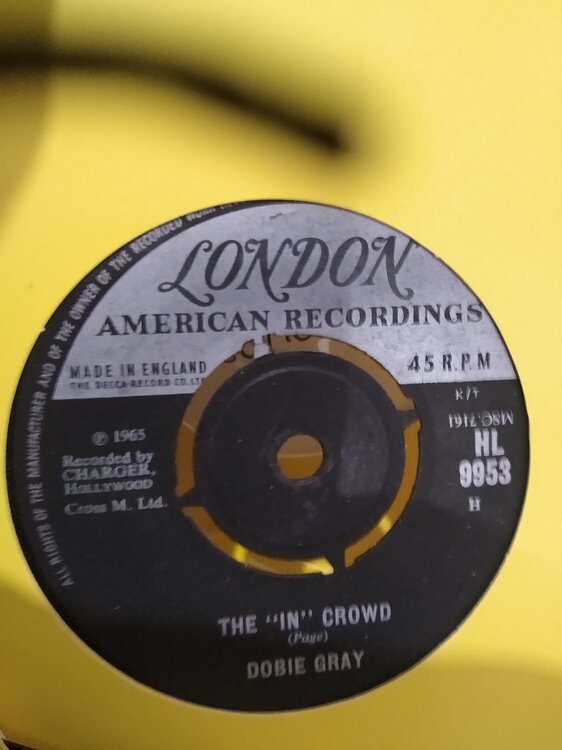 ALL RIGHTS OF THE MANUFACTURER AND OF THE OWNER OF THE RECORDED WORK
LONDON
AMERICAN RECORDINGS
MADE IN ENGLAND
THE DECCA RECORD CO. LTD
45 R.P.M
R/T
MSC.7161
℗ 1965
Recorded by
CHARGER,
HOLLYWOOD
Cross M. Ltd.
HL
9953
H
THE "IN" CROWD
(Page)
DOBIE GRAY